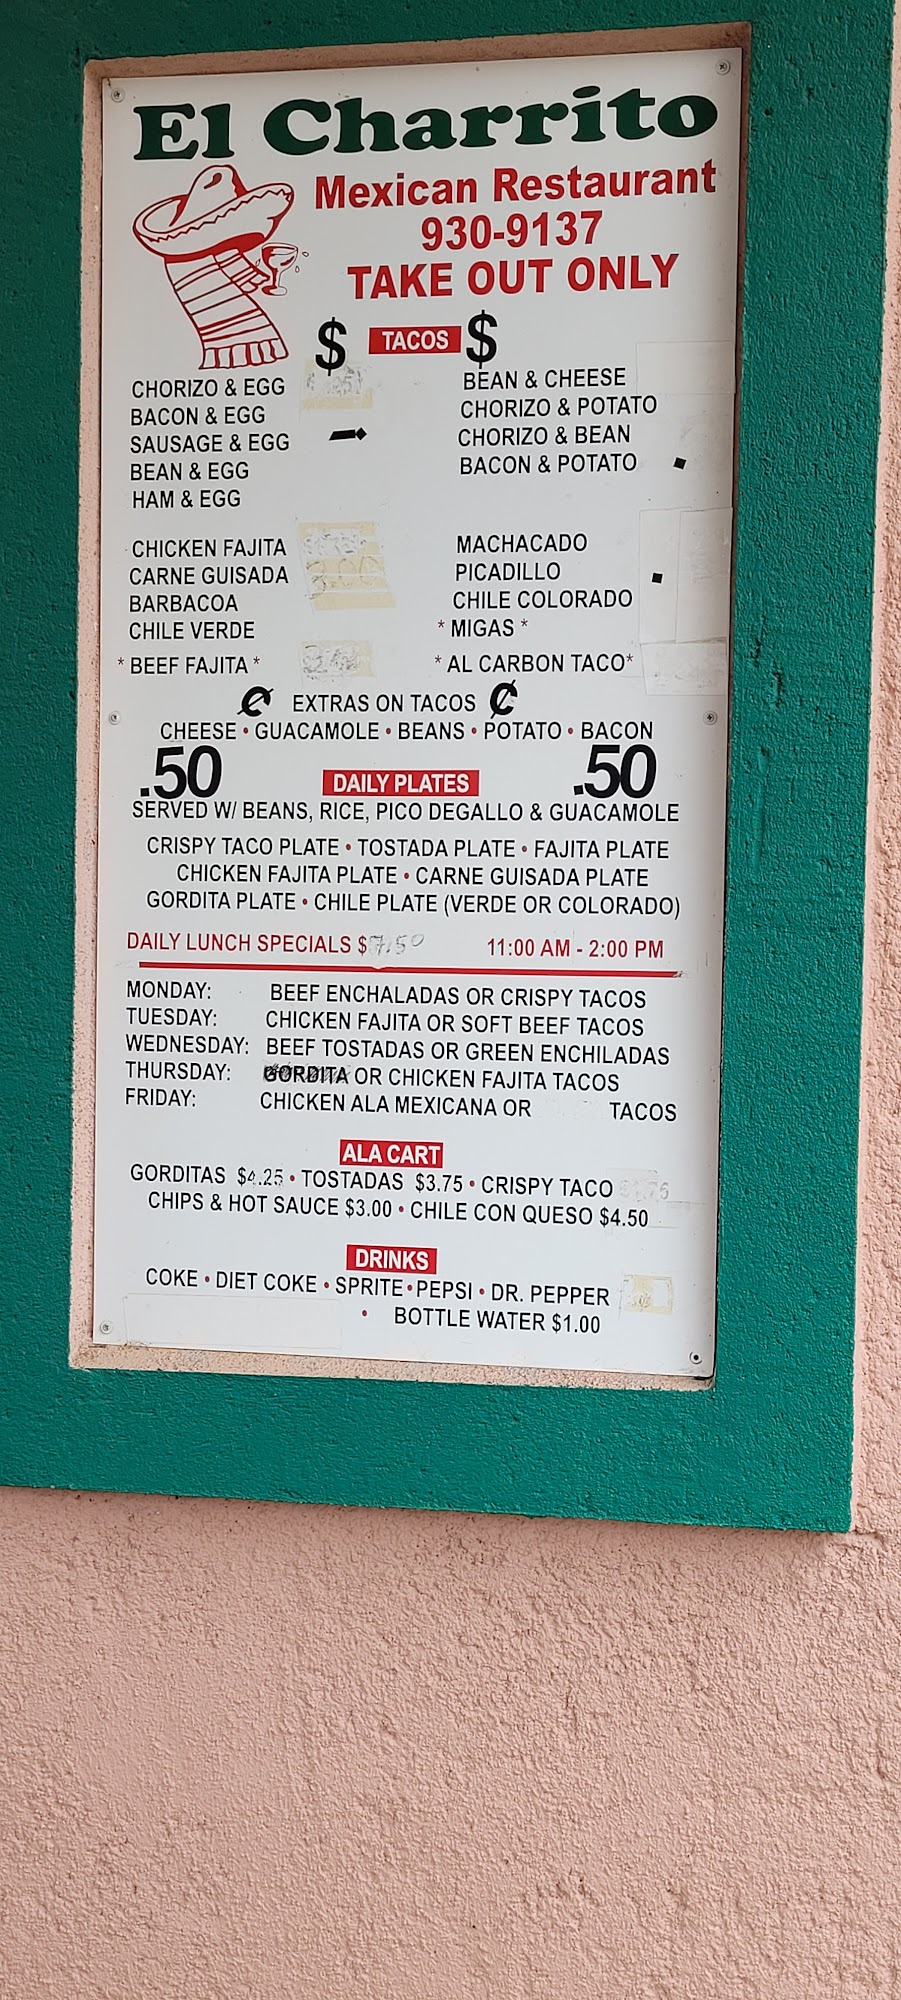 El Charrito
Mexican Restaurant
930-9137
TAKE OUT ONLY
$ TACOS $
CHORIZO & EGG
BACON & EGG
SAUSAGE & EGG
BEAN & EGG
HAM & EGG
BEAN & CHEESE
CHORIZO & POTATO
CHORIZO & BEAN
BACON & POTATO
CHICKEN FAJITA
CARNE GUISADA
BARBACOA
CHILE VERDE
* BEEF FAJITA *
MACHACADO
PICADILLO
CHILE COLORADO
* MIGAS *
* AL CARBON TACO*
¢ EXTRAS ON TACOS ¢
CHEESE • GUACAMOLE • BEANS • POTATO • BACON
.50 DAILY PLATES .50
SERVED W/ BEANS, RICE, PICO DEGALLO & GUACAMOLE
CRISPY TACO PLATE • TOSTADA PLATE • FAJITA PLATE
CHICKEN FAJITA PLATE • CARNE GUISADA PLATE
GORDITA PLATE • CHILE PLATE (VERDE OR COLORADO)
DAILY LUNCH SPECIALS $7.50 11:00 AM - 2:00 PM
MONDAY: BEEF ENCHALADAS OR CRISPY TACOS
TUESDAY: CHICKEN FAJITA OR SOFT BEEF TACOS
WEDNESDAY: BEEF TOSTADAS OR GREEN ENCHILADAS
THURSDAY: GORDITA OR CHICKEN FAJITA TACOS
FRIDAY: CHICKEN ALA MEXICANA OR TACOS
ALA CART
GORDITAS $4.25 • TOSTADAS $3.75 • CRISPY TACO
CHIPS & HOT SAUCE $3.00 • CHILE CON QUESO $4.50
DRINKS
COKE • DIET COKE • SPRITE • PEPSI • DR. PEPPER
• BOTTLE WATER $1.00